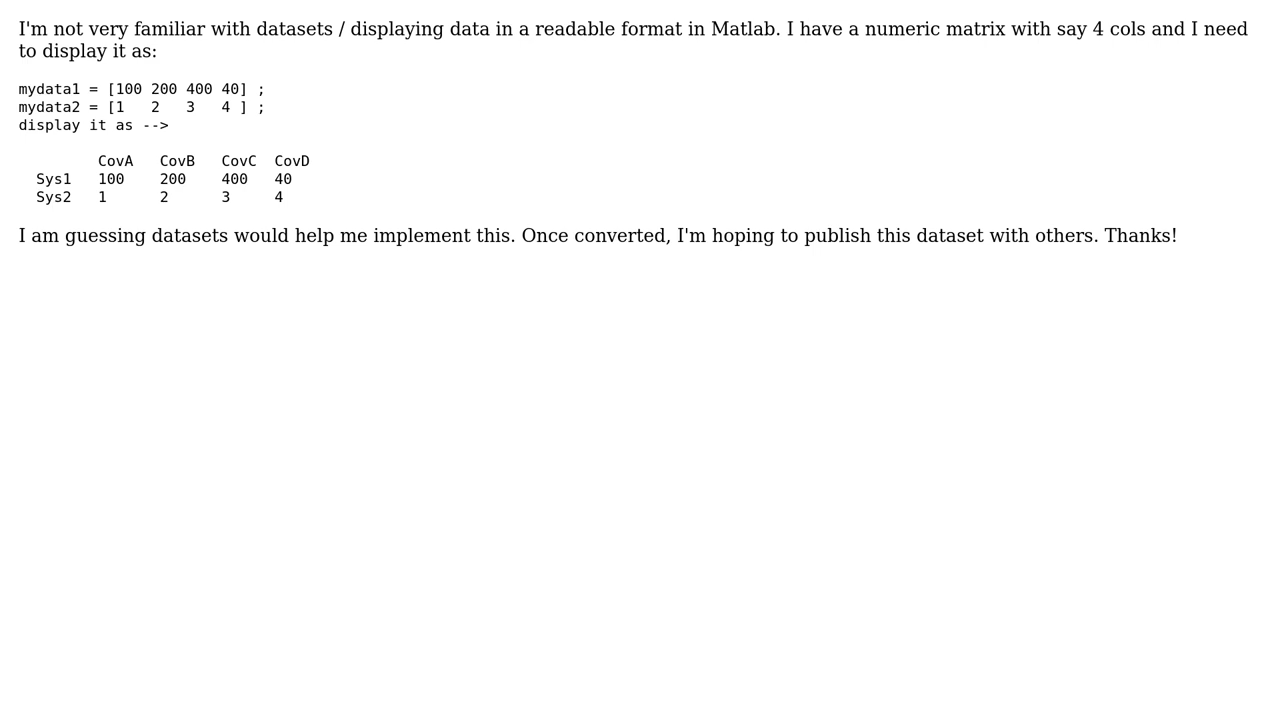 I'm not very familiar with datasets / displaying data in a readable format in Matlab. I have a numeric matrix with say 4 cols and I need
to display it as:
mydata1 = [100 200 400 40] ;
mydata2 = [1   2   3   4 ] ;
display it as -->
         CovA   CovB   CovC  CovD
  Sys1   100    200    400   40
  Sys2   1      2      3     4
I am guessing datasets would help me implement this. Once converted, I'm hoping to publish this dataset with others. Thanks!